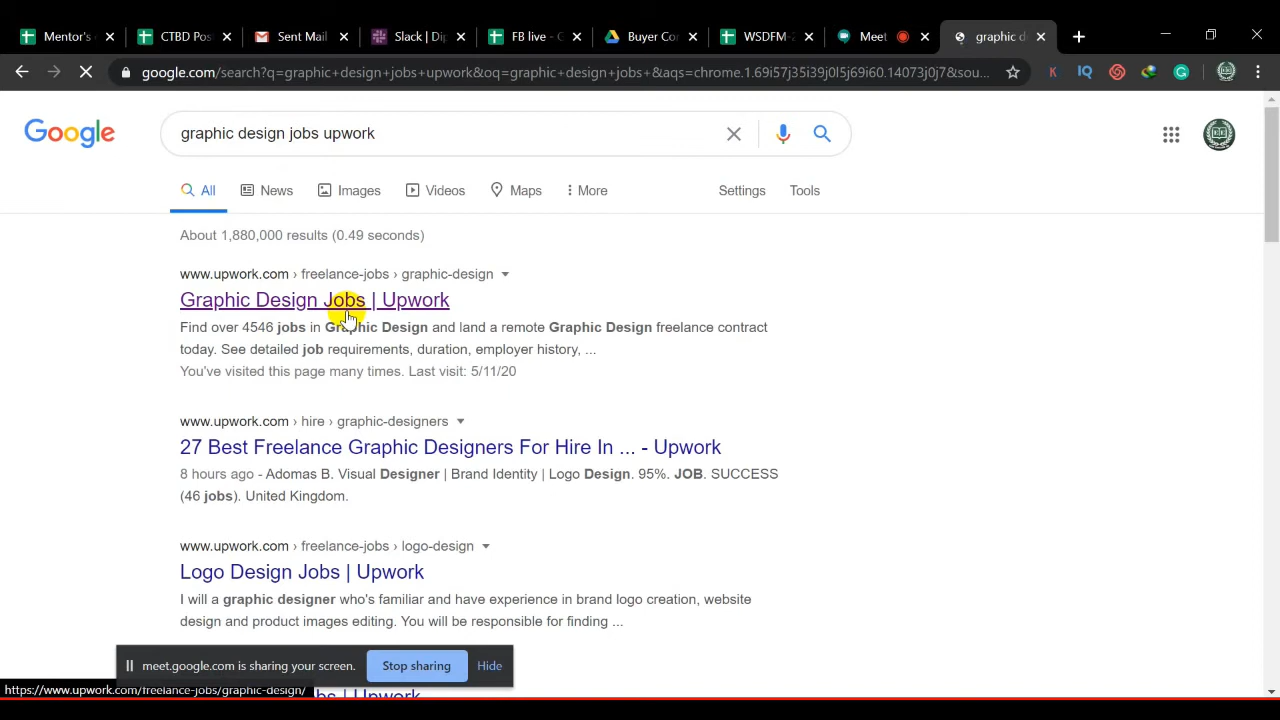 Mentor's
CTBD Pos
Sent Mail
Slack | Dip
FB live - G
Buyer Cor
WSDFM-2
Meet
graphic d
google.com/search?q=graphic+design+jobs+upwork&oq=graphic+design+jobs+&aqs=chrome.1.69i57j35i39j0l5j69i60.14073j0j7&sou...
K
IQ
Google
graphic design jobs upwork
All
News
Images
Videos
Maps
More
Settings
Tools
About 1,880,000 results (0.49 seconds)
www.upwork.com › freelance-jobs › graphic-design
Graphic Design Jobs | Upwork
Find over 4546 jobs in Graphic Design and land a remote Graphic Design freelance contract
today. See detailed job requirements, duration, employer history, ...
You've visited this page many times. Last visit: 5/11/20
www.upwork.com › hire › graphic-designers
27 Best Freelance Graphic Designers For Hire In ... - Upwork
8 hours ago - Adomas B. Visual Designer | Brand Identity | Logo Design. 95%. JOB. SUCCESS
(46 jobs). United Kingdom.
www.upwork.com › freelance-jobs › logo-design
Logo Design Jobs | Upwork
I will a graphic designer who's familiar and have experience in brand logo creation, website
design and product images editing. You will be responsible for finding ...
meet.google.com is sharing your screen.
Stop sharing
Hide
https://www.upwork.com/freelance-jobs/graphic-design/
| Upwork